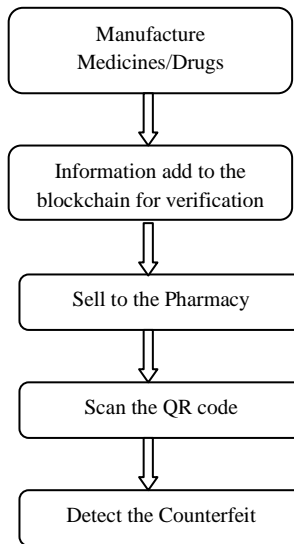 Manufacture
Medicines/Drugs
Information add to the
blockchain for verification
Sell to the Pharmacy
Scan the QR code
Detect the Counterfeit